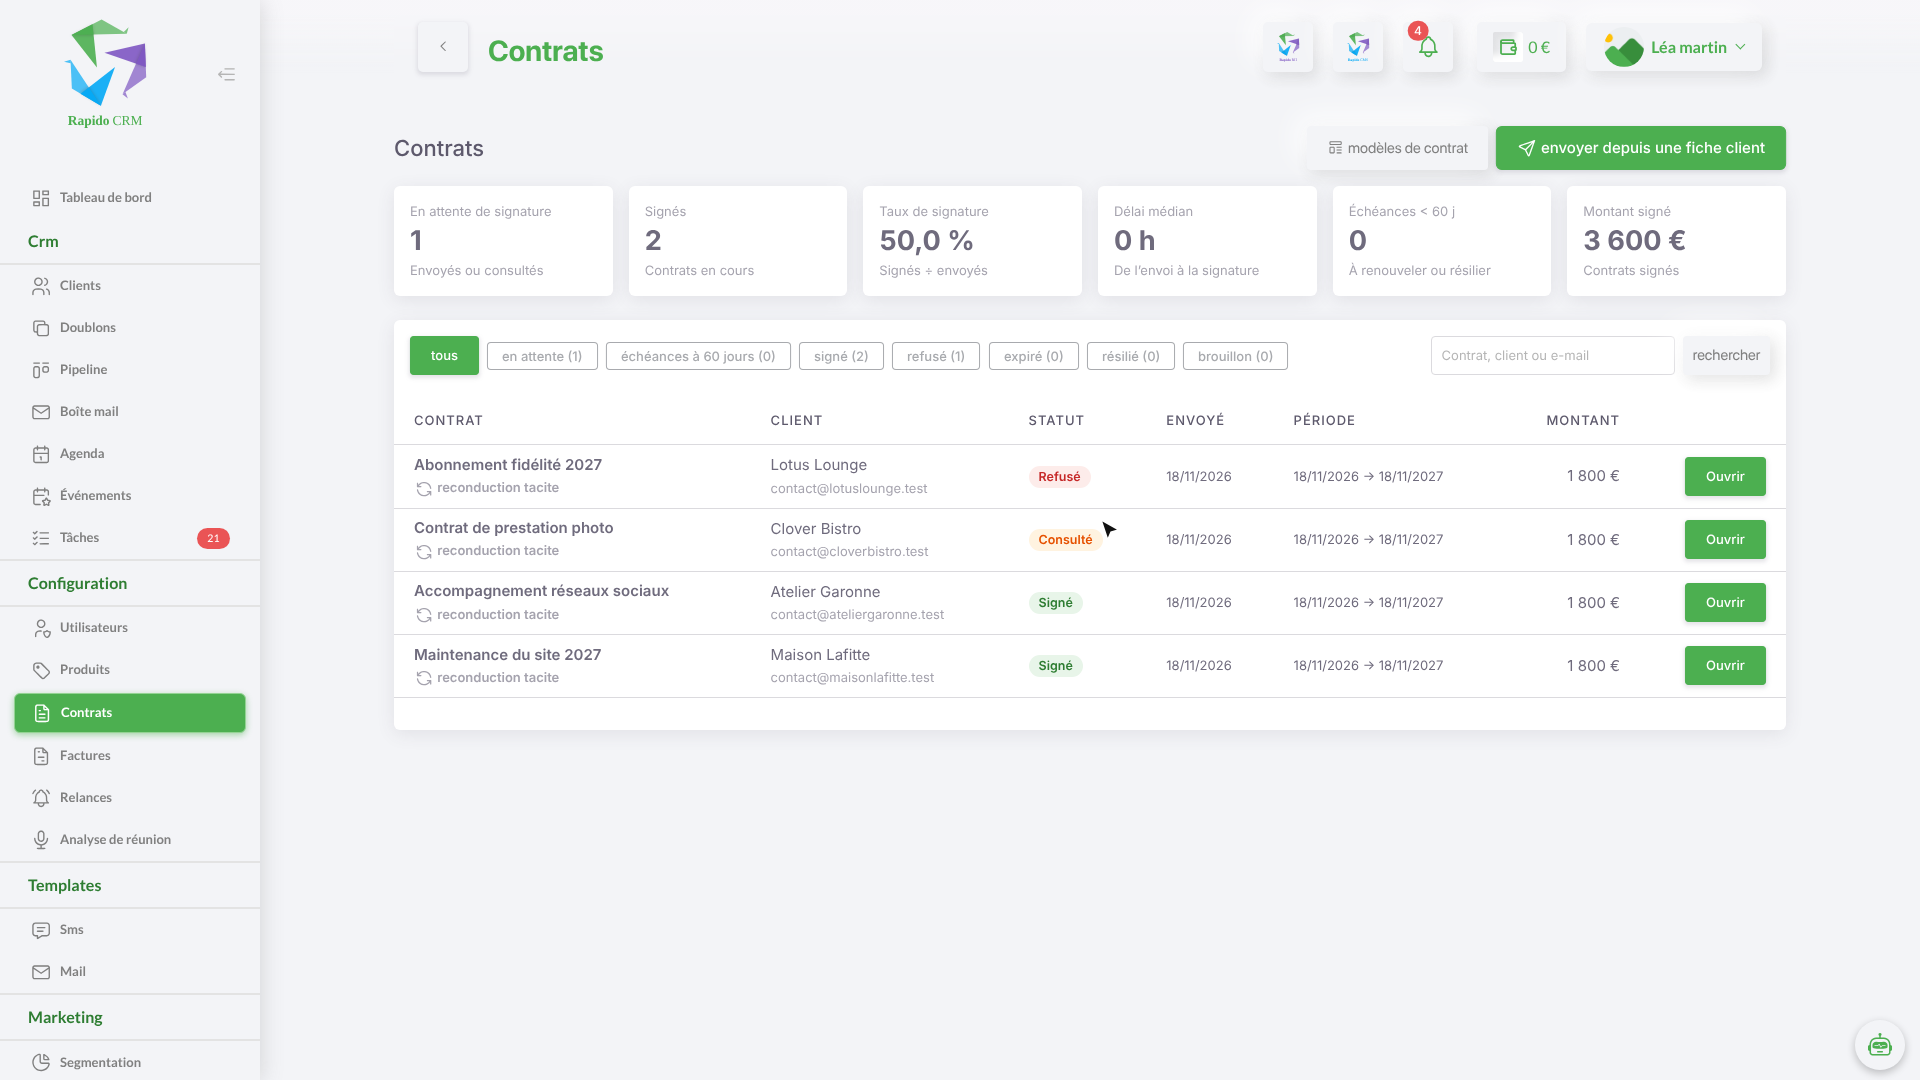 Rapido CRM
Contrats
4
0 €
Léa martin
Tableau de bord
Crm
Clients
Doublons
Pipeline
Boîte mail
Agenda
Événements
Tâches
21
Configuration
Utilisateurs
Produits
Contrats
Factures
Relances
Analyse de réunion
Templates
Sms
Mail
Marketing
Segmentation
Contrats
modèles de contrat
envoyer depuis une fiche client
En attente de signature
1
Envoyés ou consultés
Signés
2
Contrats en cours
Taux de signature
50,0 %
Signés ÷ envoyés
Délai médian
0 h
De l'envoi à la signature
Échéances < 60 j
0
À renouveler ou résilier
Montant signé
3 600 €
Contrats signés
tous
en attente (1)
échéances à 60 jours (0)
signé (2)
refusé (1)
expiré (0)
résilié (0)
brouillon (0)
Contrat, client ou e-mail
rechercher
CONTRAT CLIENT STATUT ENVOYÉ PÉRIODE MONTANT
Abonnement fidélité 2027
reconduction tacite
Lotus Lounge
contact@lotuslounge.test
Refusé
18/11/2026
18/11/2026 → 18/11/2027
1 800 €
Ouvrir
Contrat de prestation photo
reconduction tacite
Clover Bistro
contact@cloverbistro.test
Consulté
18/11/2026
18/11/2026 → 18/11/2027
1 800 €
Ouvrir
Accompagnement réseaux sociaux
reconduction tacite
Atelier Garonne
contact@ateliergaronne.test
Signé
18/11/2026
18/11/2026 → 18/11/2027
1 800 €
Ouvrir
Maintenance du site 2027
reconduction tacite
Maison Lafitte
contact@maisonlafitte.test
Signé
18/11/2026
18/11/2026 → 18/11/2027
1 800 €
Ouvrir